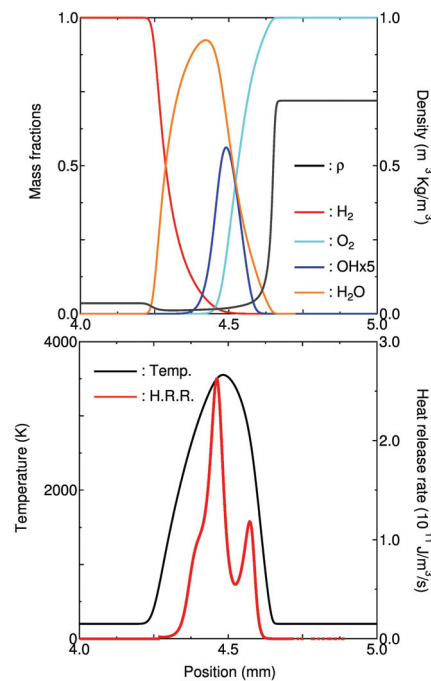 1.0
0.5
0.0
Mass fractions
: ρ
: H₂
: O₂
: OHx5
: H₂O
1.0
0.5
0.0
Density (m⁻³ Kg/m³)
4.0
4.5
5.0
4000
2000
0
Temperature (K)
: Temp.
: H.R.R.
3.0
2.0
1.0
0.0
Heat release rate (10¹¹ J/m³/s)
4.0
4.5
5.0
Position (mm)